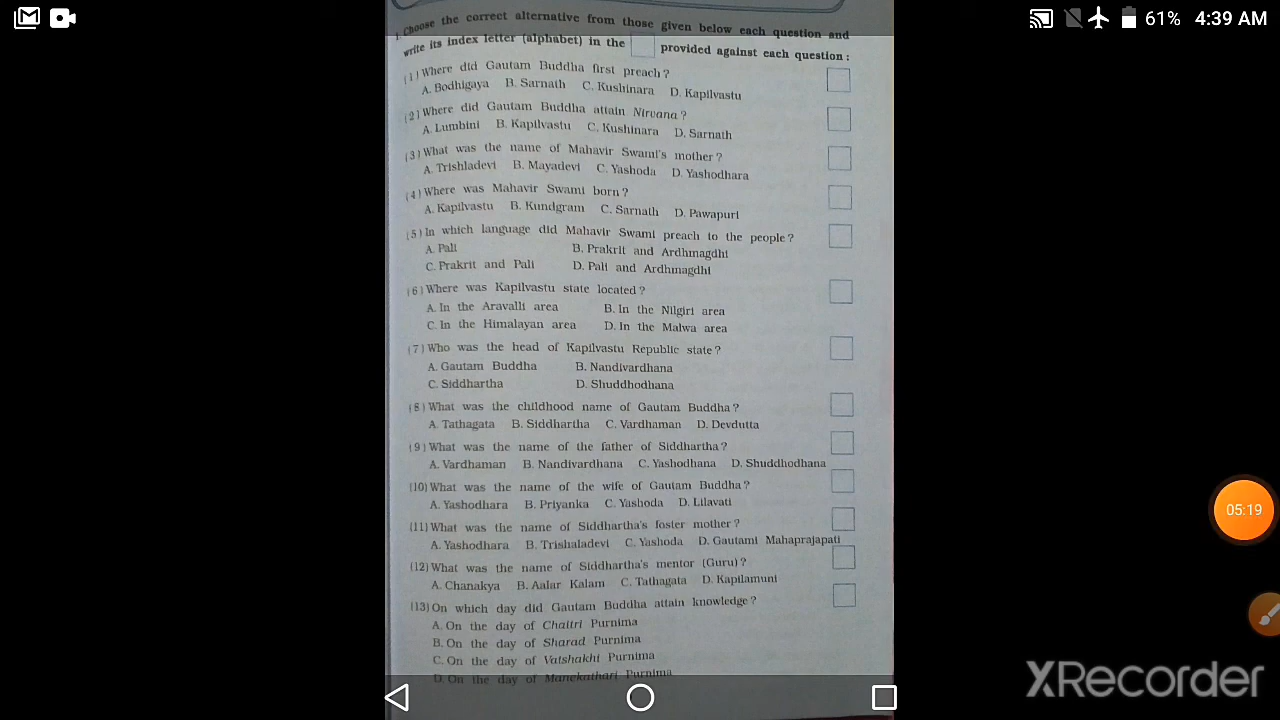 61% 4:39 AM
1. Choose the correct alternative from those given below each question and
write its index letter (alphabet) in the provided against each question :
(1) Where did Gautam Buddha first preach?
A. Bodhigaya B. Sarnath C. Kushinara D. Kapilvastu
(2) Where did Gautam Buddha attain Nirvana?
A. Lumbini B. Kapilvastu C. Kushinara D. Sarnath
(3) What was the name of Mahavir Swami's mother?
A. Trishladevi B. Mayadevi C. Yashoda D. Yashodhara
(4) Where was Mahavir Swami born?
A. Kapilvastu B. Kundgram C. Sarnath D. Pawapuri
(5) In which language did Mahavir Swami preach to the people?
A. Pali B. Prakrit and Ardhmagdhi
C. Prakrit and Pali D. Pali and Ardhmagdhi
(6) Where was Kapilvastu state located?
A. In the Aravalli area B. In the Nilgiri area
C. In the Himalayan area D. In the Malwa area
(7) Who was the head of Kapilvastu Republic state?
A. Gautam Buddha B. Nandivardhana
C. Siddhartha D. Shuddhodhana
(8) What was the childhood name of Gautam Buddha?
A. Tathagata B. Siddhartha C. Vardhaman D. Devdutta
(9) What was the name of the father of Siddhartha?
A. Vardhaman B. Nandivardhana C. Yashodhana D. Shuddhodhana
(10) What was the name of the wife of Gautam Buddha?
A. Yashodhara B. Priyanka C. Yashoda D. Lilavati
(11) What was the name of Siddhartha's foster mother?
A. Yashodhara B. Trishaladevi C. Yashoda D. Gautami Mahaprajapati
(12) What was the name of Siddhartha's mentor (Guru)?
A. Chanakya B. Aalar Kalam C. Tathagata D. Kapilamuni
(13) On which day did Gautam Buddha attain knowledge?
A. On the day of Chaitri Purnima
B. On the day of Sharad Purnima
C. On the day of Vaishakhi Purnima
D. On the day of Manekthari Purnima
05:19
XRecorder